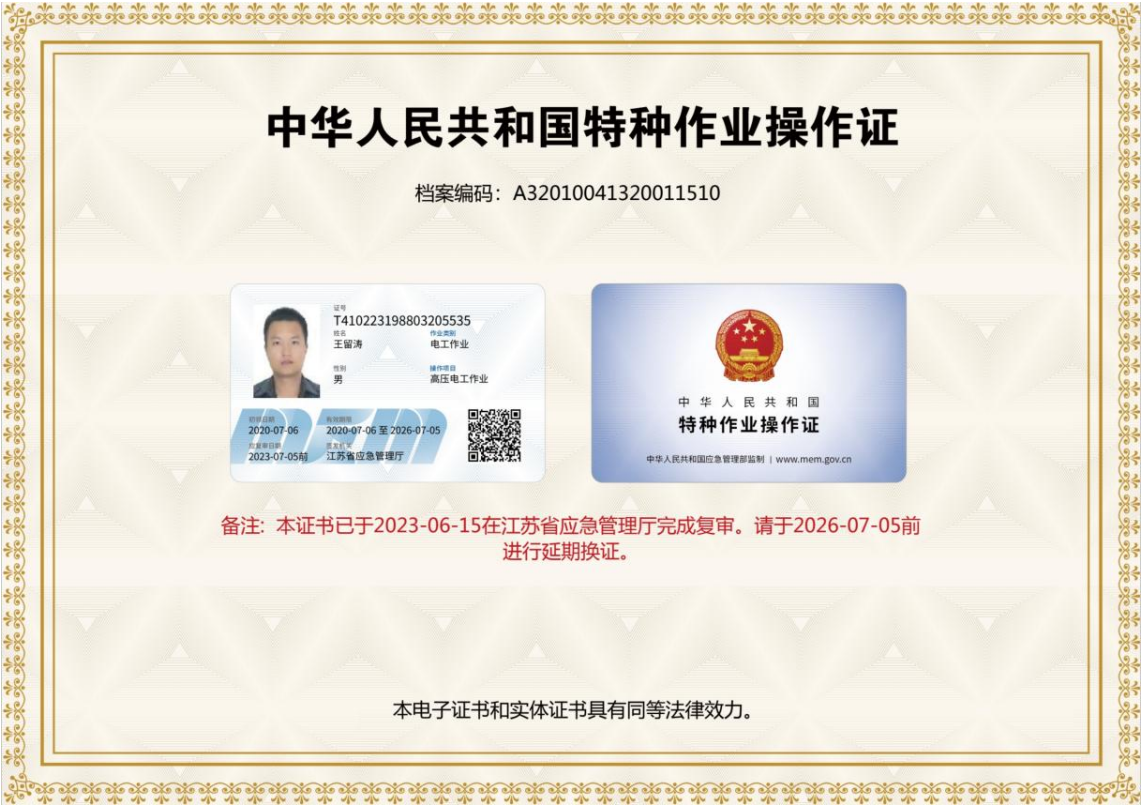 中华人民共和国特种作业操作证
档案编码：A32010041320011510
证号
T410223198803205535
姓名 作业类别
王留涛 电工作业
性别 操作项目
男 高压电工作业
初领日期 有效期限
2020-07-06 2020-07-06 至 2026-07-05
应复审日期 签发机关
2023-07-05前 江苏省应急管理厅
中华人民共和国
特种作业操作证
中华人民共和国应急管理部监制 | www.mem.gov.cn
备注: 本证书已于2023-06-15在江苏省应急管理厅完成复审。请于2026-07-05前
进行延期换证。
本电子证书和实体证书具有同等法律效力。